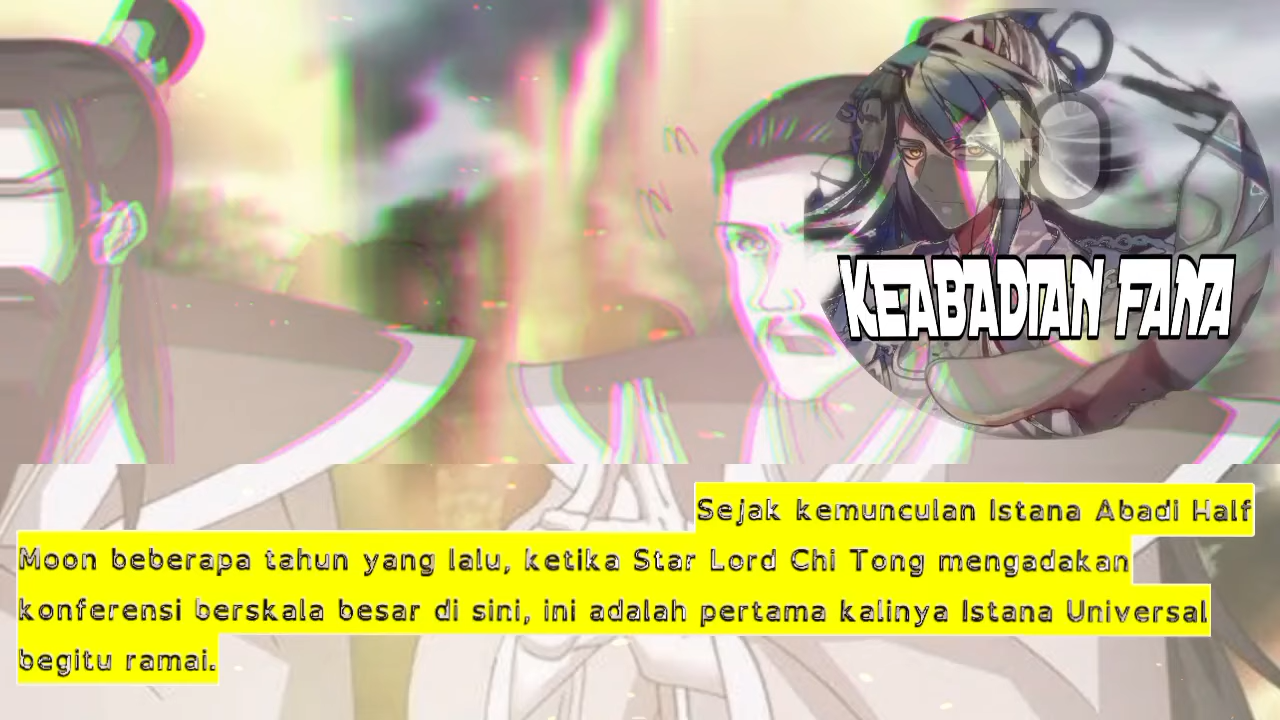 KEABADIAN FANA
Sejak kemunculan Istana Abadi Half
Moon beberapa tahun yang lalu, ketika Star Lord Chi Tong mengadakan
konferensi berskala besar di sini, ini adalah pertama kalinya Istana Universal
begitu ramai.